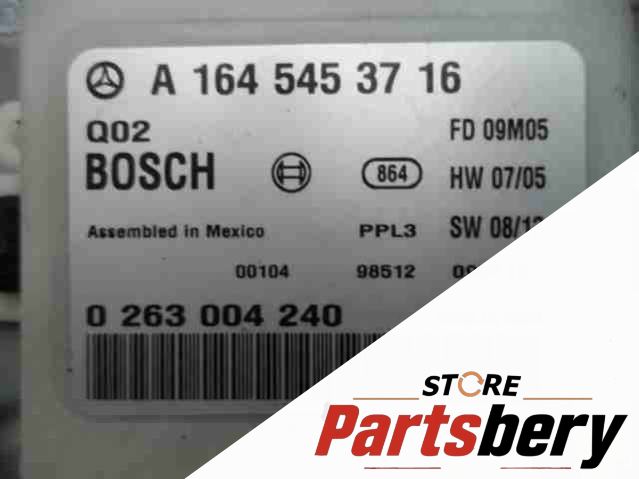 A 164 545 37 16
Q02
FD 09M05
BOSCH
864
HW 07/05
Assembled in Mexico
PPL3
SW 08/
00104
98512
0 263 004 240
STORE
Partsbery